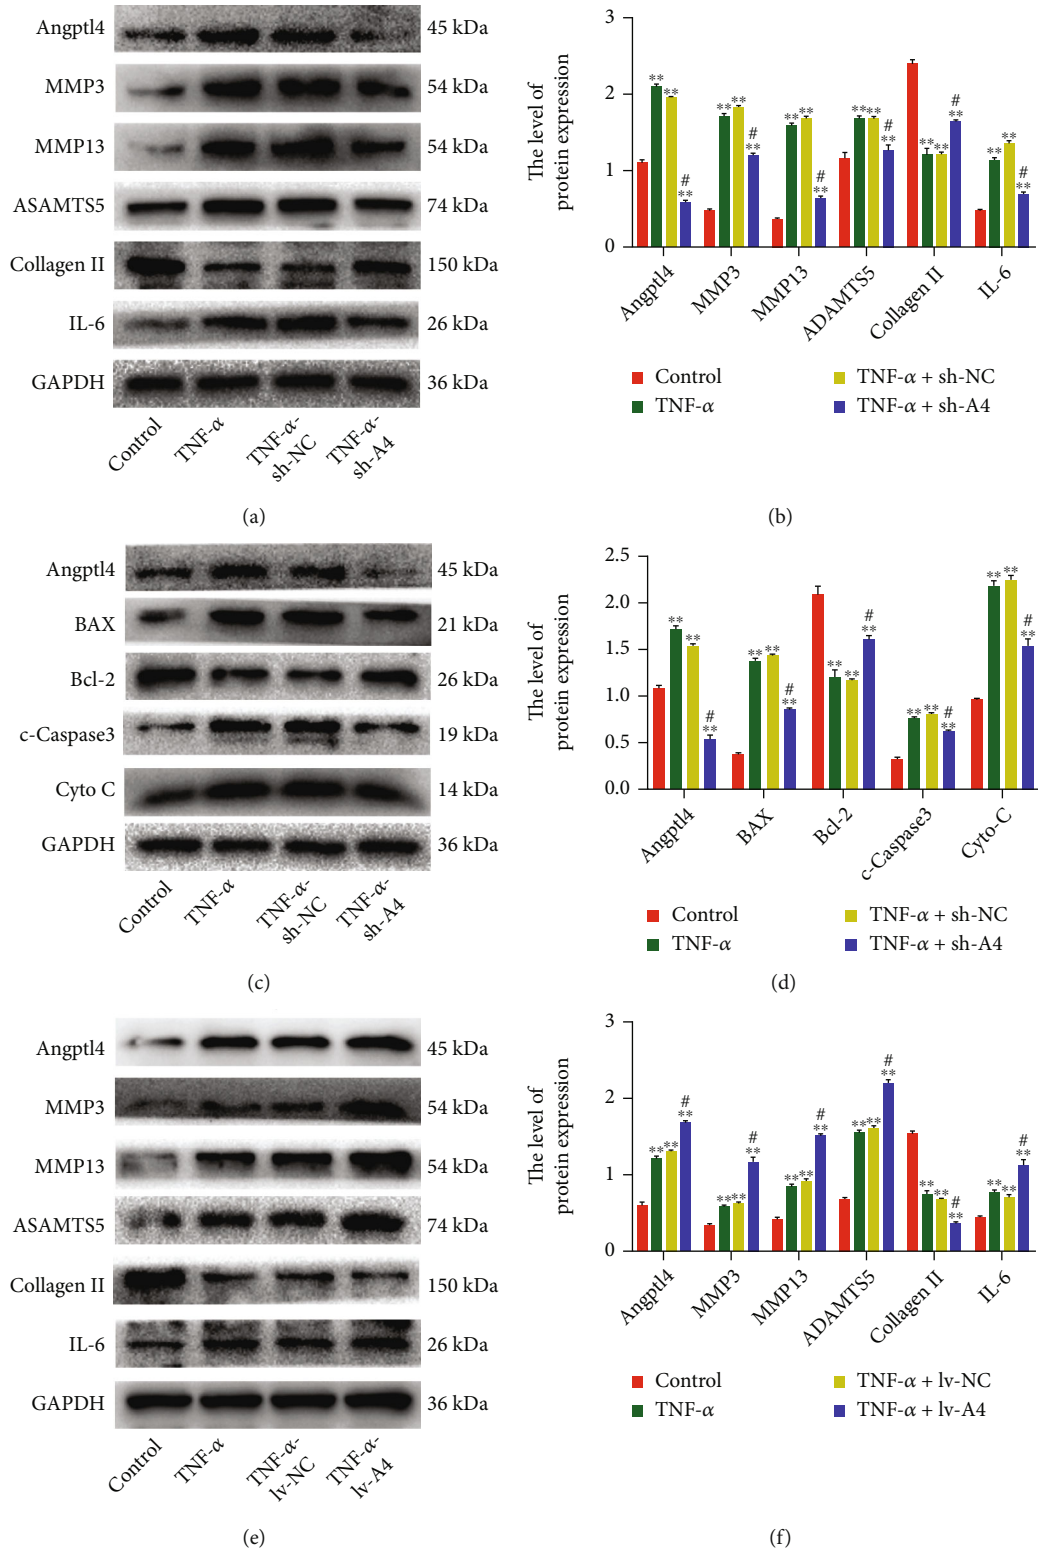 Angptl4
45 kDa
MMP3
54 kDa
MMP13
54 kDa
ASAMTS5
74 kDa
Collagen II
150 kDa
IL-6
26 kDa
GAPDH
36 kDa
Control
TNF-α
TNF-α-
sh-NC
TNF-α-
sh-A4
(a)
The level of
protein expression
3
2
1
0
** ** # **
** ** # **
** ** # **
** ** # **
** ** # **
** ** # **
Angptl4
MMP3
MMP13
ADAMTS5
Collagen II
IL-6
Control
TNF-α
TNF-α + sh-NC
TNF-α + sh-A4
(b)
Angptl4
45 kDa
BAX
21 kDa
Bcl-2
26 kDa
c-Caspase3
19 kDa
Cyto C
14 kDa
GAPDH
36 kDa
Control
TNF-α
TNF-α-
sh-NC
TNF-α-
sh-A4
(c)
The level of
protein expression
2.5
2.0
1.5
1.0
0.5
0.0
** ** # **
** ** # **
** ** # **
** ** # **
** ** # **
Angptl4
BAX
Bcl-2
c-Caspase3
Cyto-C
Control
TNF-α
TNF-α + sh-NC
TNF-α + sh-A4
(d)
Angptl4
45 kDa
MMP3
54 kDa
MMP13
54 kDa
ASAMTS5
74 kDa
Collagen II
150 kDa
IL-6
26 kDa
GAPDH
36 kDa
Control
TNF-α
TNF-α-
lv-NC
TNF-α-
lv-A4
(e)
The level of
protein expression
3
2
1
0
** ** # **
** ** # **
** ** # **
** ** # **
** ** # **
** ** # **
Angptl4
MMP3
MMP13
ADAMTS5
Collagen II
IL-6
Control
TNF-α
TNF-α + lv-NC
TNF-α + lv-A4
(f)